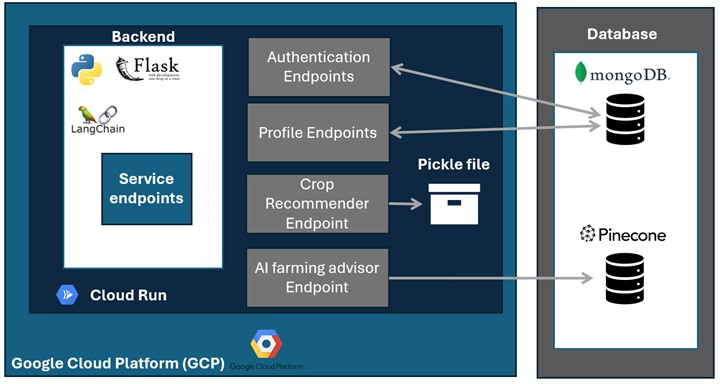 Backend
Flask
web development,
one drop at a time
LangChain
Service
endpoints
Authentication
Endpoints
Profile Endpoints
Crop
Recommender
Endpoint
AI farming advisor
Endpoint
Pickle file
Cloud Run
Google Cloud Platform (GCP)
Google Cloud Platform
Database
mongoDB
Pinecone